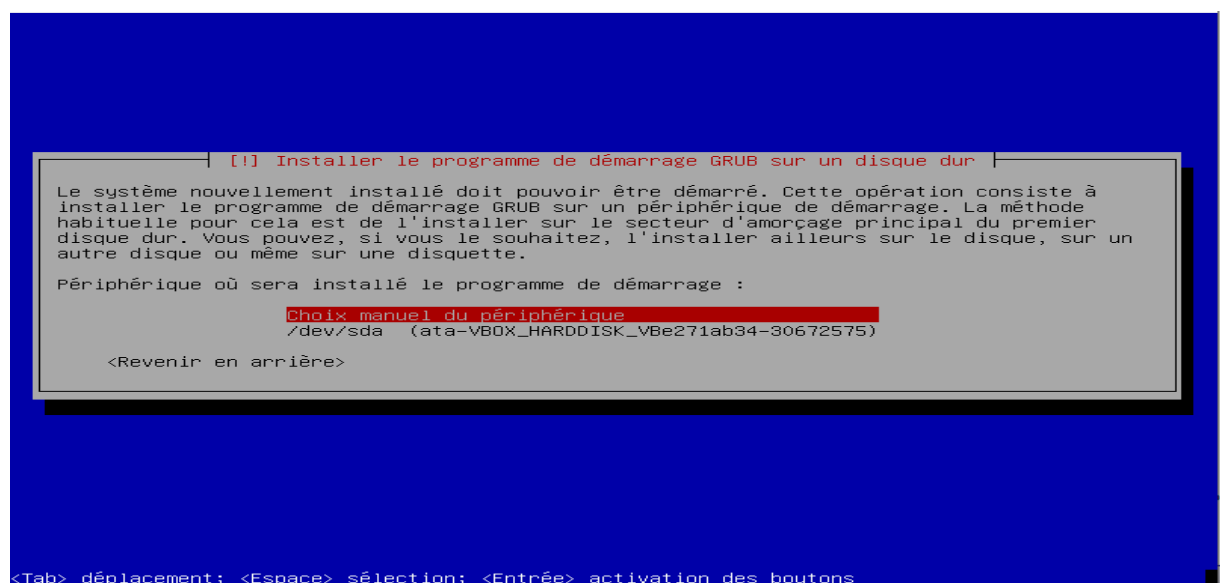 [!] Installer le programme de démarrage GRUB sur un disque dur
Le système nouvellement installé doit pouvoir être démarré. Cette opération consiste à
installer le programme de démarrage GRUB sur un périphérique de démarrage. La méthode
habituelle pour cela est de l'installer sur le secteur d'amorçage principal du premier
disque dur. Vous pouvez, si vous le souhaitez, l'installer ailleurs sur le disque, sur un
autre disque ou même sur une disquette.
Périphérique où sera installé le programme de démarrage :
Choix manuel du périphérique
/dev/sda (ata-VBOX_HARDDISK_VBe271ab34-30672575)
<Revenir en arrière>
<Tab> déplacement; <Espace> sélection; <Entrée> activation des boutons